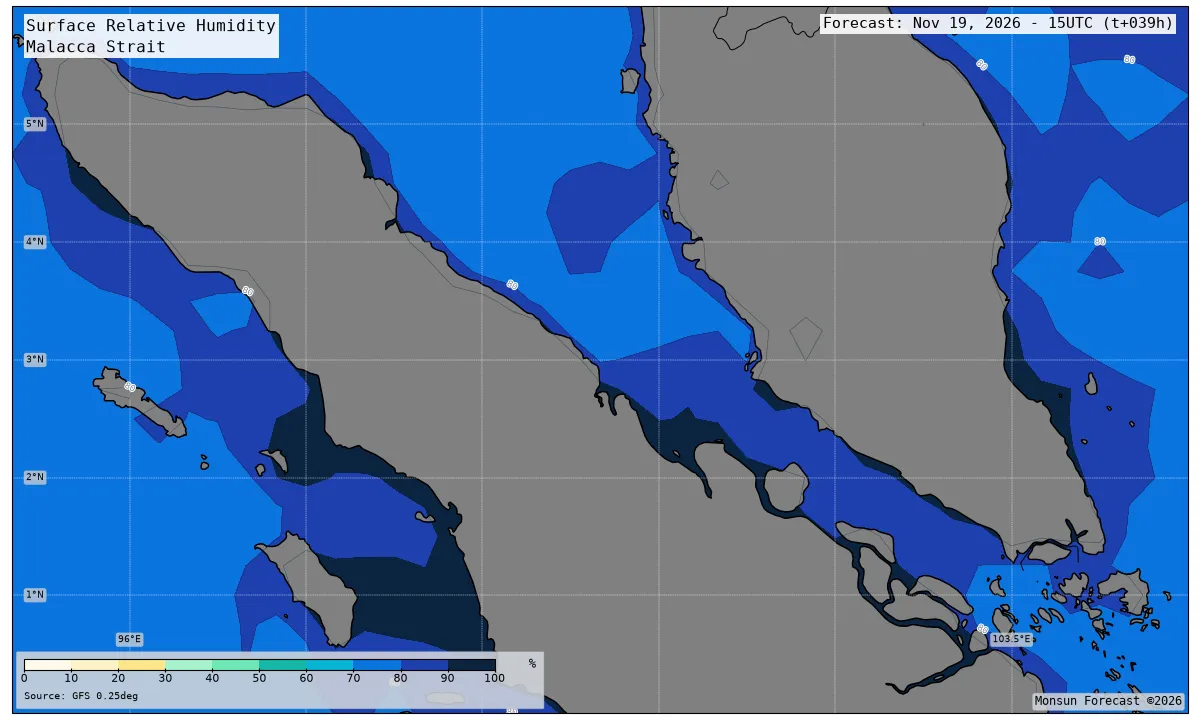 Surface Relative Humidity
Malacca Strait
Forecast: Nov 19, 2026 - 15UTC (t+039h)
80
80
5°N
4°N
80
80
80
3°N
80
2°N
1°N
80
96°E
103.5°E
%
0 10 20 30 40 50 60 70 80 90 100
Source: GFS 0.25deg
Monsun Forecast ©2026